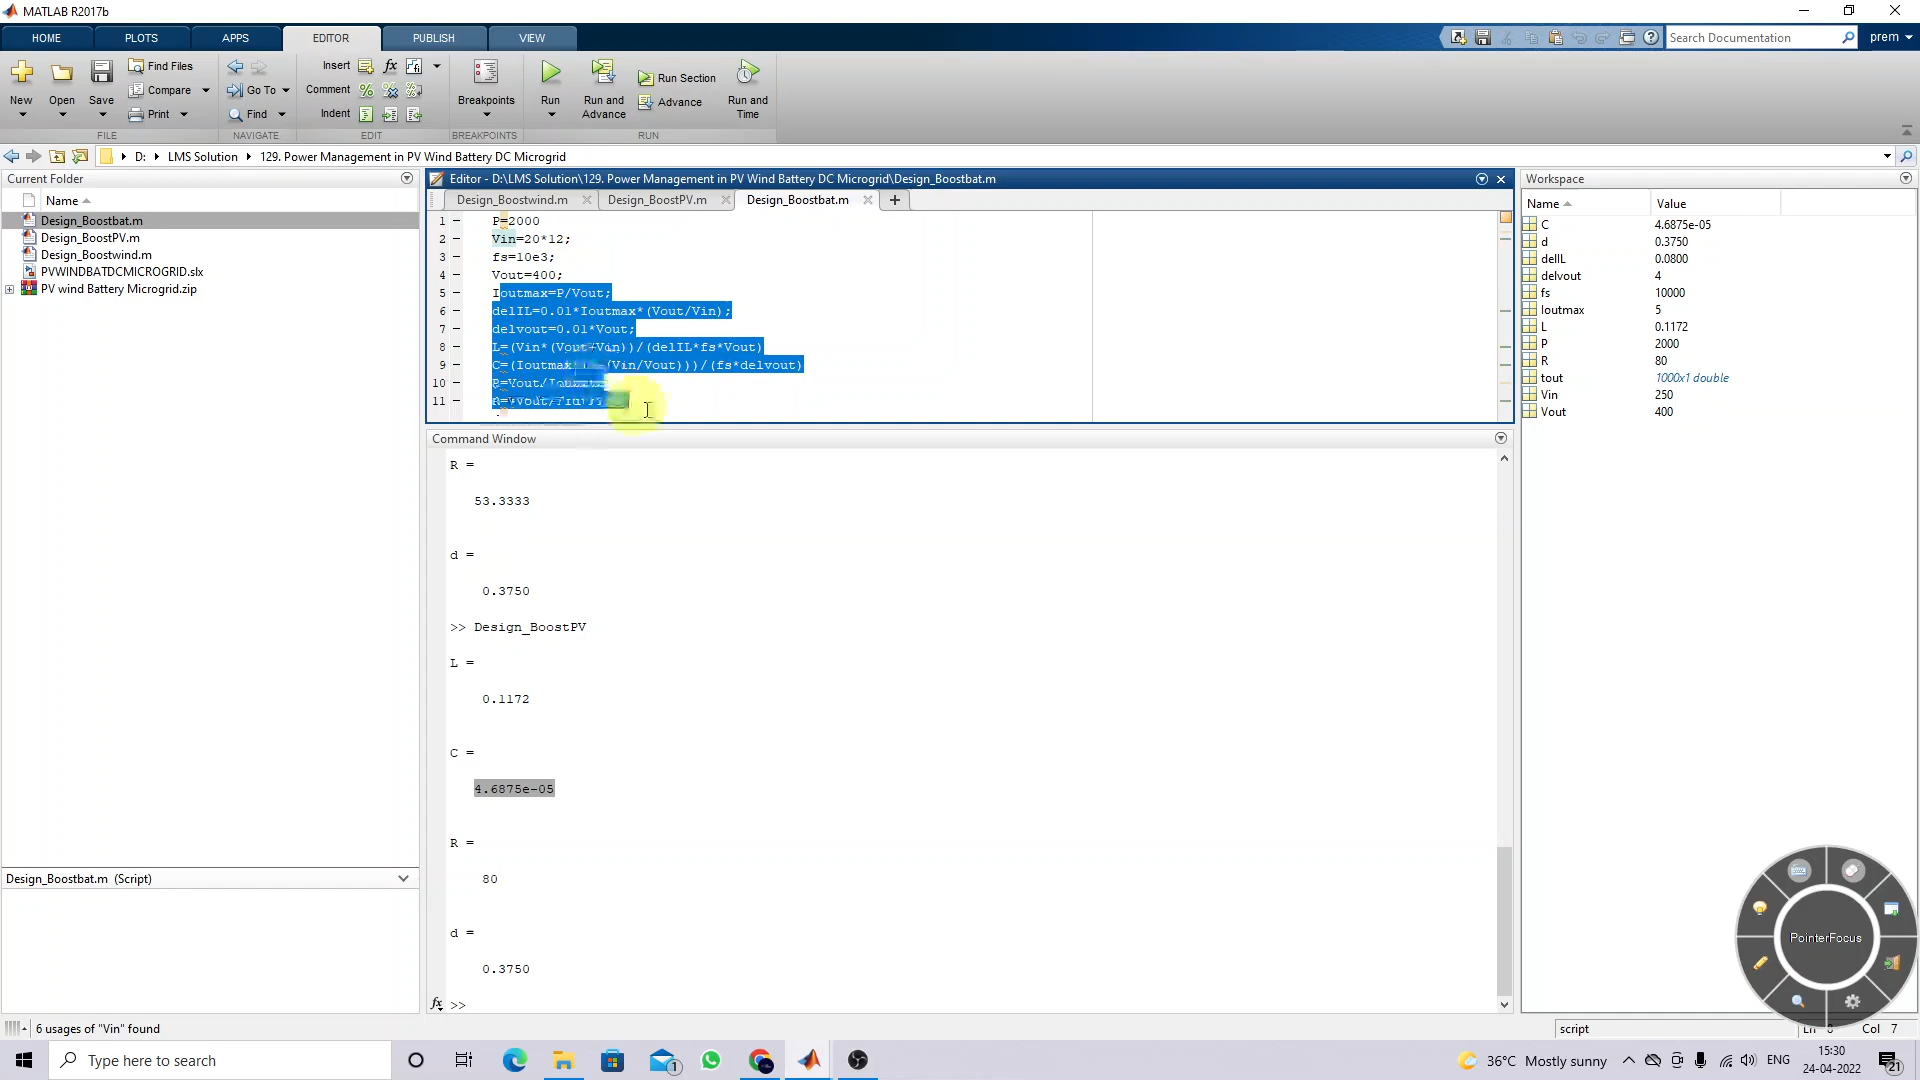 MATLAB R2017b
HOME PLOTS APPS EDITOR PUBLISH VIEW
Search Documentation
prem
New Open Save
Find Files
Compare
Print
Go To
Find
Insert fx
Comment
Indent
Breakpoints
Run
Run and Advance
Run Section
Advance
Run and Time
FILE NAVIGATE EDIT BREAKPOINTS RUN
D: LMS Solution 129. Power Management in PV Wind Battery DC Microgrid
Current Folder
Name
Design_Boostbat.m
Design_BoostPV.m
Design_Boostwind.m
PVWINDBATDCMICROGRID.slx
PV wind Battery Microgrid.zip
Design_Boostbat.m (Script)
Editor - D:\LMS Solution\129. Power Management in PV Wind Battery DC Microgrid\Design_Boostbat.m
Design_Boostwind.m Design_BoostPV.m Design_Boostbat.m
1 P=2000
2 Vin=20*12;
3 fs=10e3;
4 Vout=400;
5 Ioutmax=P/Vout;
6 delIL=0.01*Ioutmax*(Vout/Vin);
7 delvout=0.01*Vout;
8 L=(Vin*(Vout-Vin))/(delIL*fs*Vout)
9 C=(Ioutmax (Vin/Vout)))/(fs*delvout)
10
11
Command Window
R =
53.3333
d =
0.3750
>> Design_BoostPV
L =
0.1172
C =
4.6875e-05
R =
80
d =
0.3750
fx >>
Workspace
Name Value
C 4.6875e-05
d 0.3750
delIL 0.0800
delvout 4
fs 10000
Ioutmax 5
L 0.1172
P 2000
R 80
tout 1000x1 double
Vin 250
Vout 400
PointerFocus
6 usages of "Vin" found
script
Col 7
Type here to search
1
36°C Mostly sunny
ENG
15:30
24-04-2022
21